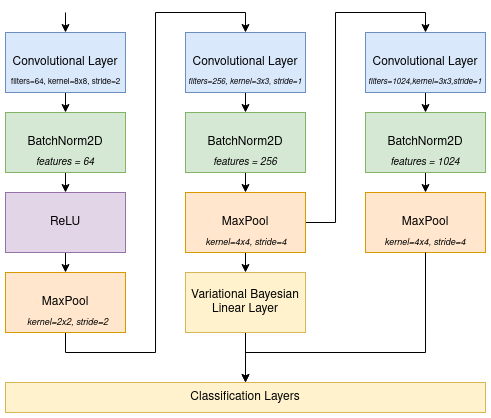 Convolutional Layer
filters=64, kernel=8x8, stride=2
BatchNorm2D
features = 64
ReLU
MaxPool
kernel=2x2, stride=2
Convolutional Layer
filters=256, kernel=3x3, stride=1
BatchNorm2D
features = 256
MaxPool
kernel=4x4, stride=4
Variational Bayesian
Linear Layer
Convolutional Layer
filters=1024,kernel=3x3,stride=1
BatchNorm2D
features = 1024
MaxPool
kernel=4x4, stride=4
Classification Layers